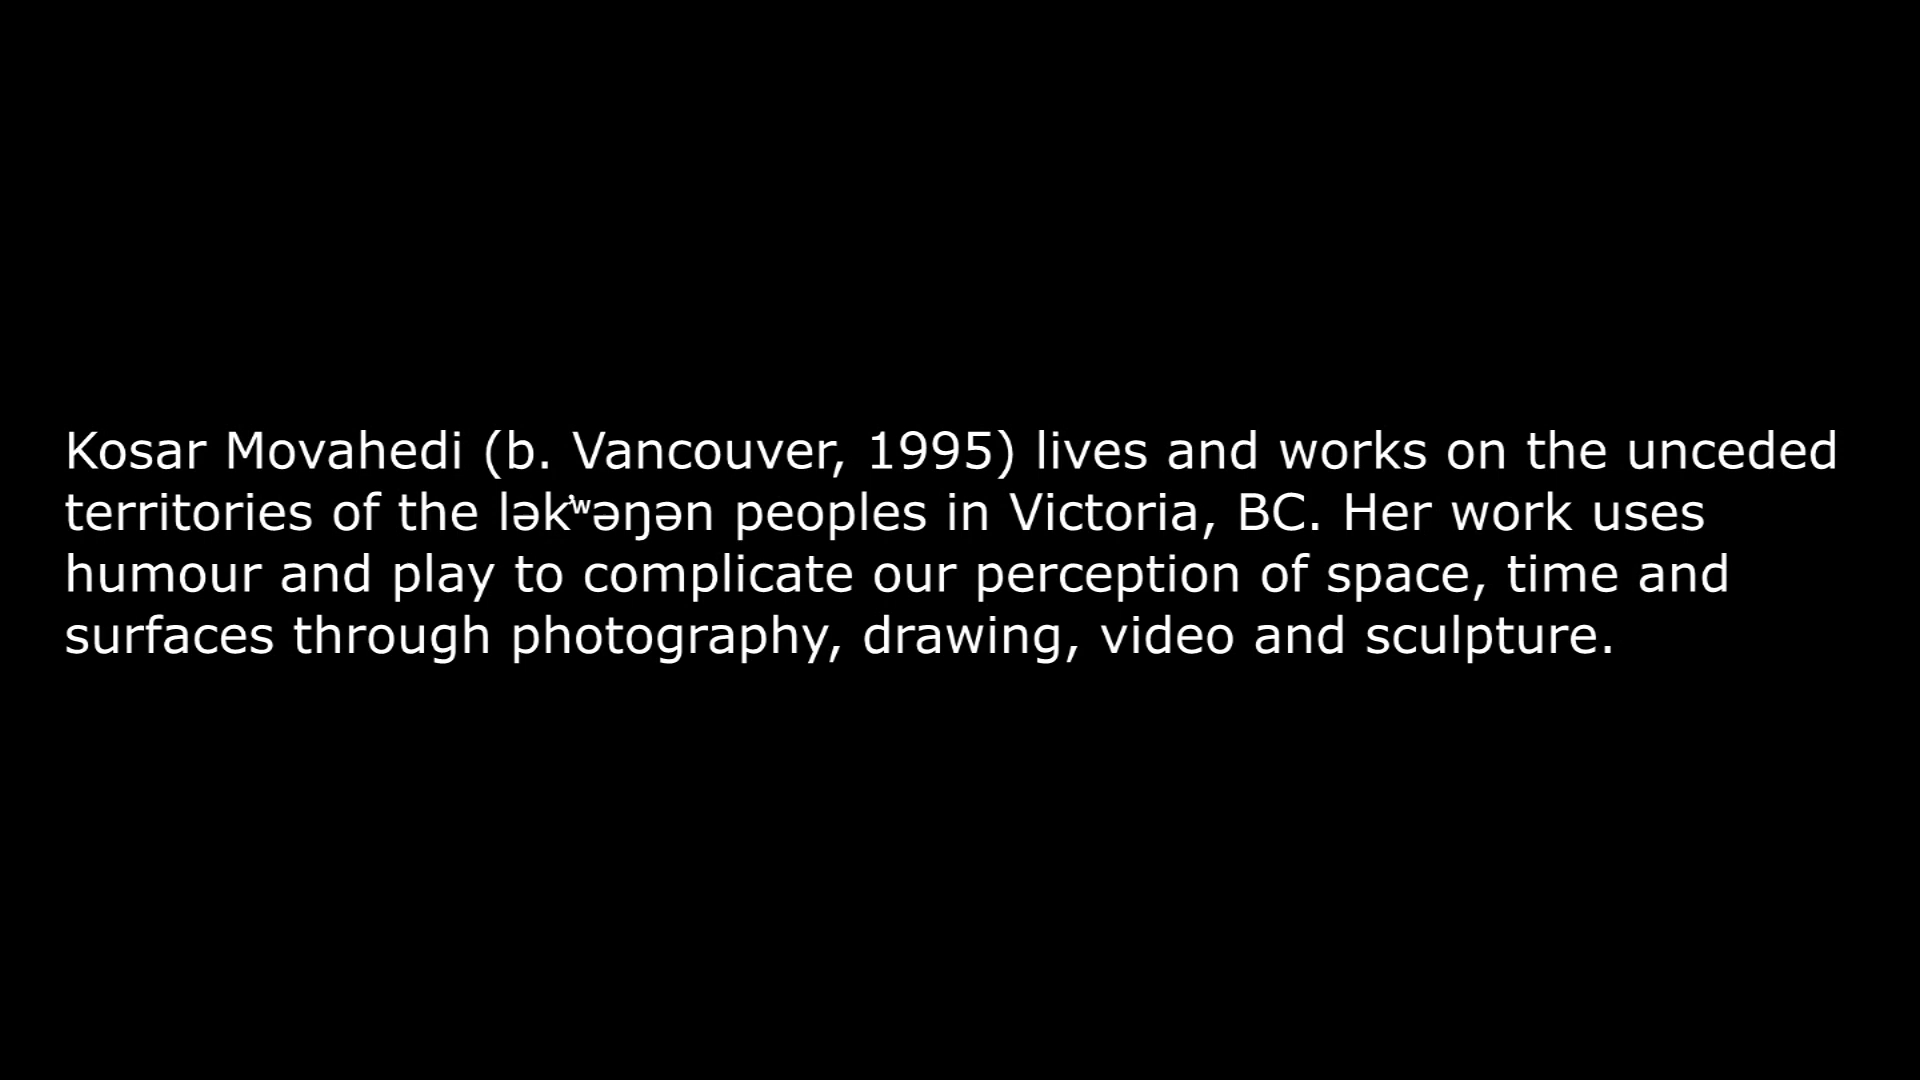 Kosar Movahedi (b. Vancouver, 1995) lives and works on the unceded
territories of the lək̓ʷəŋən peoples in Victoria, BC. Her work uses
humour and play to complicate our perception of space, time and
surfaces through photography, drawing, video and sculpture.